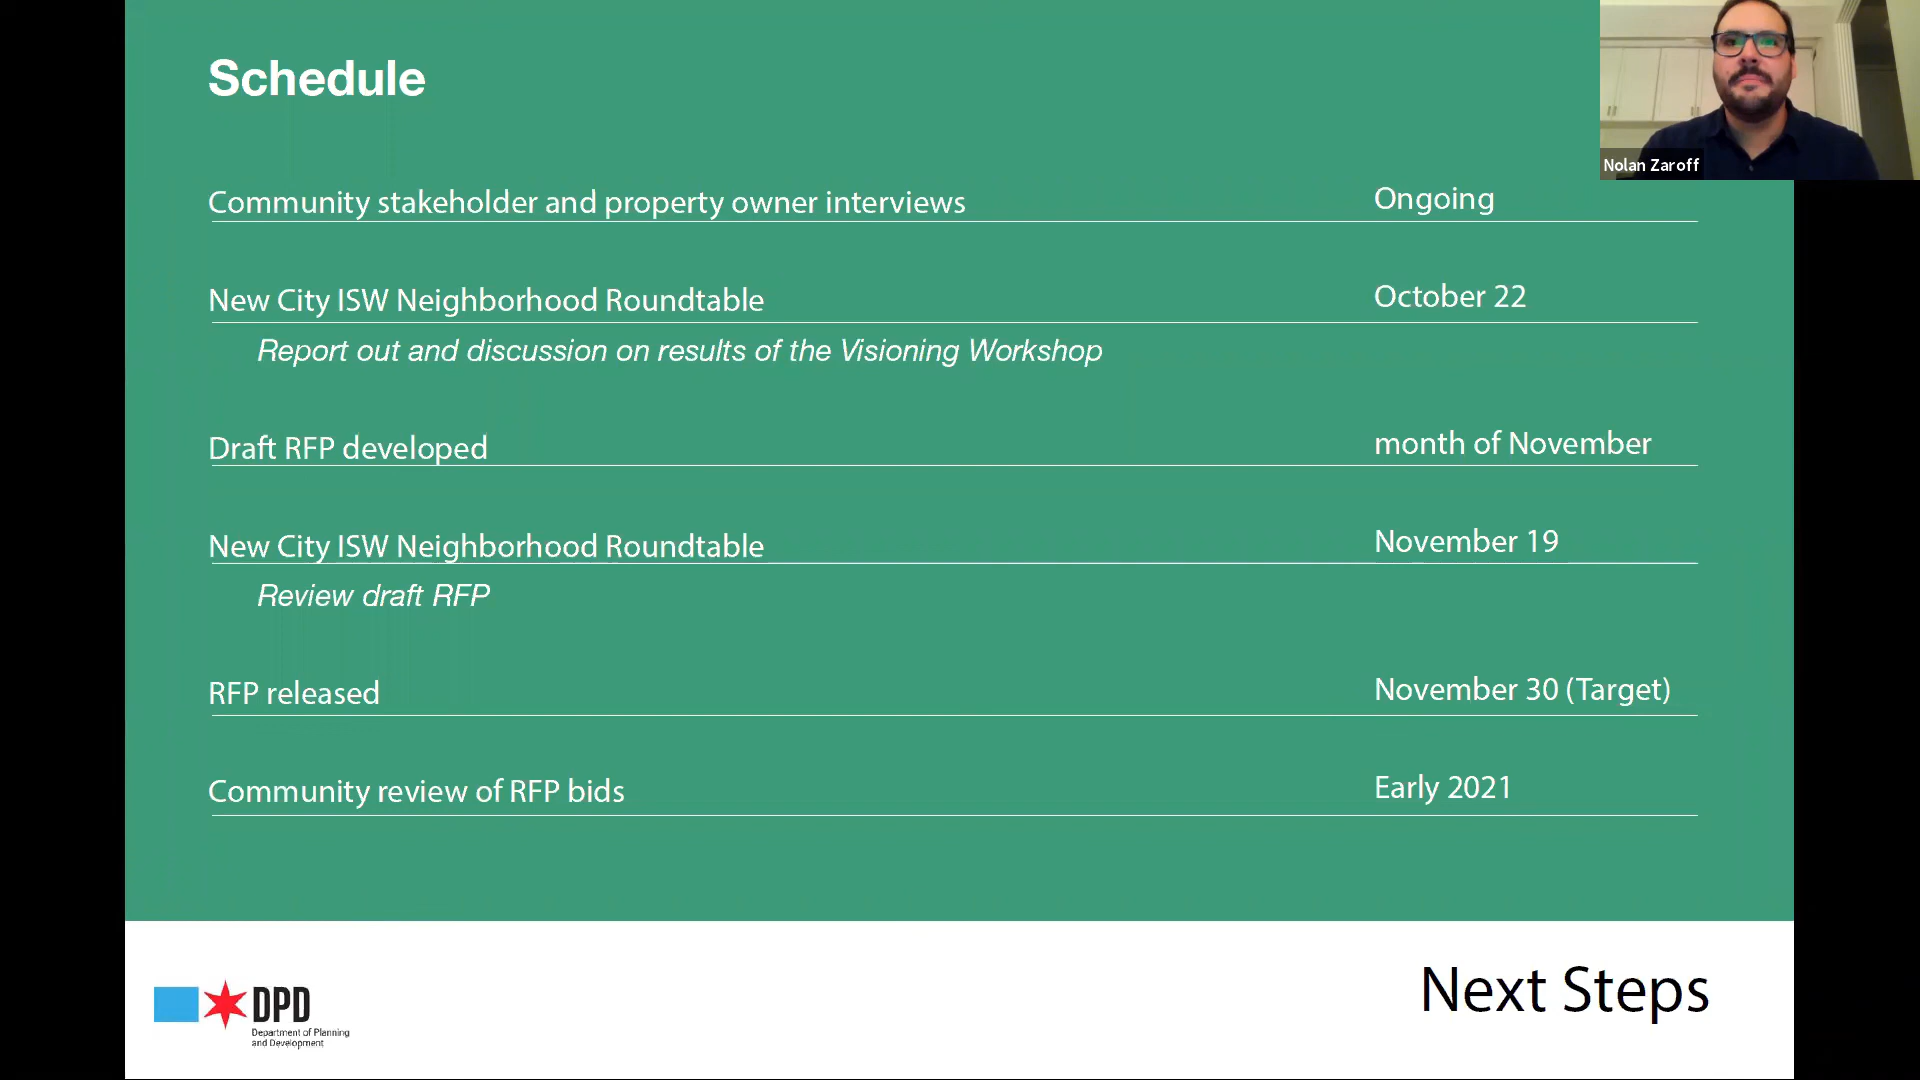 Schedule
Nolan Zaroff
Community stakeholder and property owner interviews Ongoing
New City ISW Neighborhood Roundtable October 22
Report out and discussion on results of the Visioning Workshop
Draft RFP developed month of November
New City ISW Neighborhood Roundtable November 19
Review draft RFP
RFP released November 30 (Target)
Community review of RFP bids Early 2021
DPD
Department of Planning
and Development
Next Steps